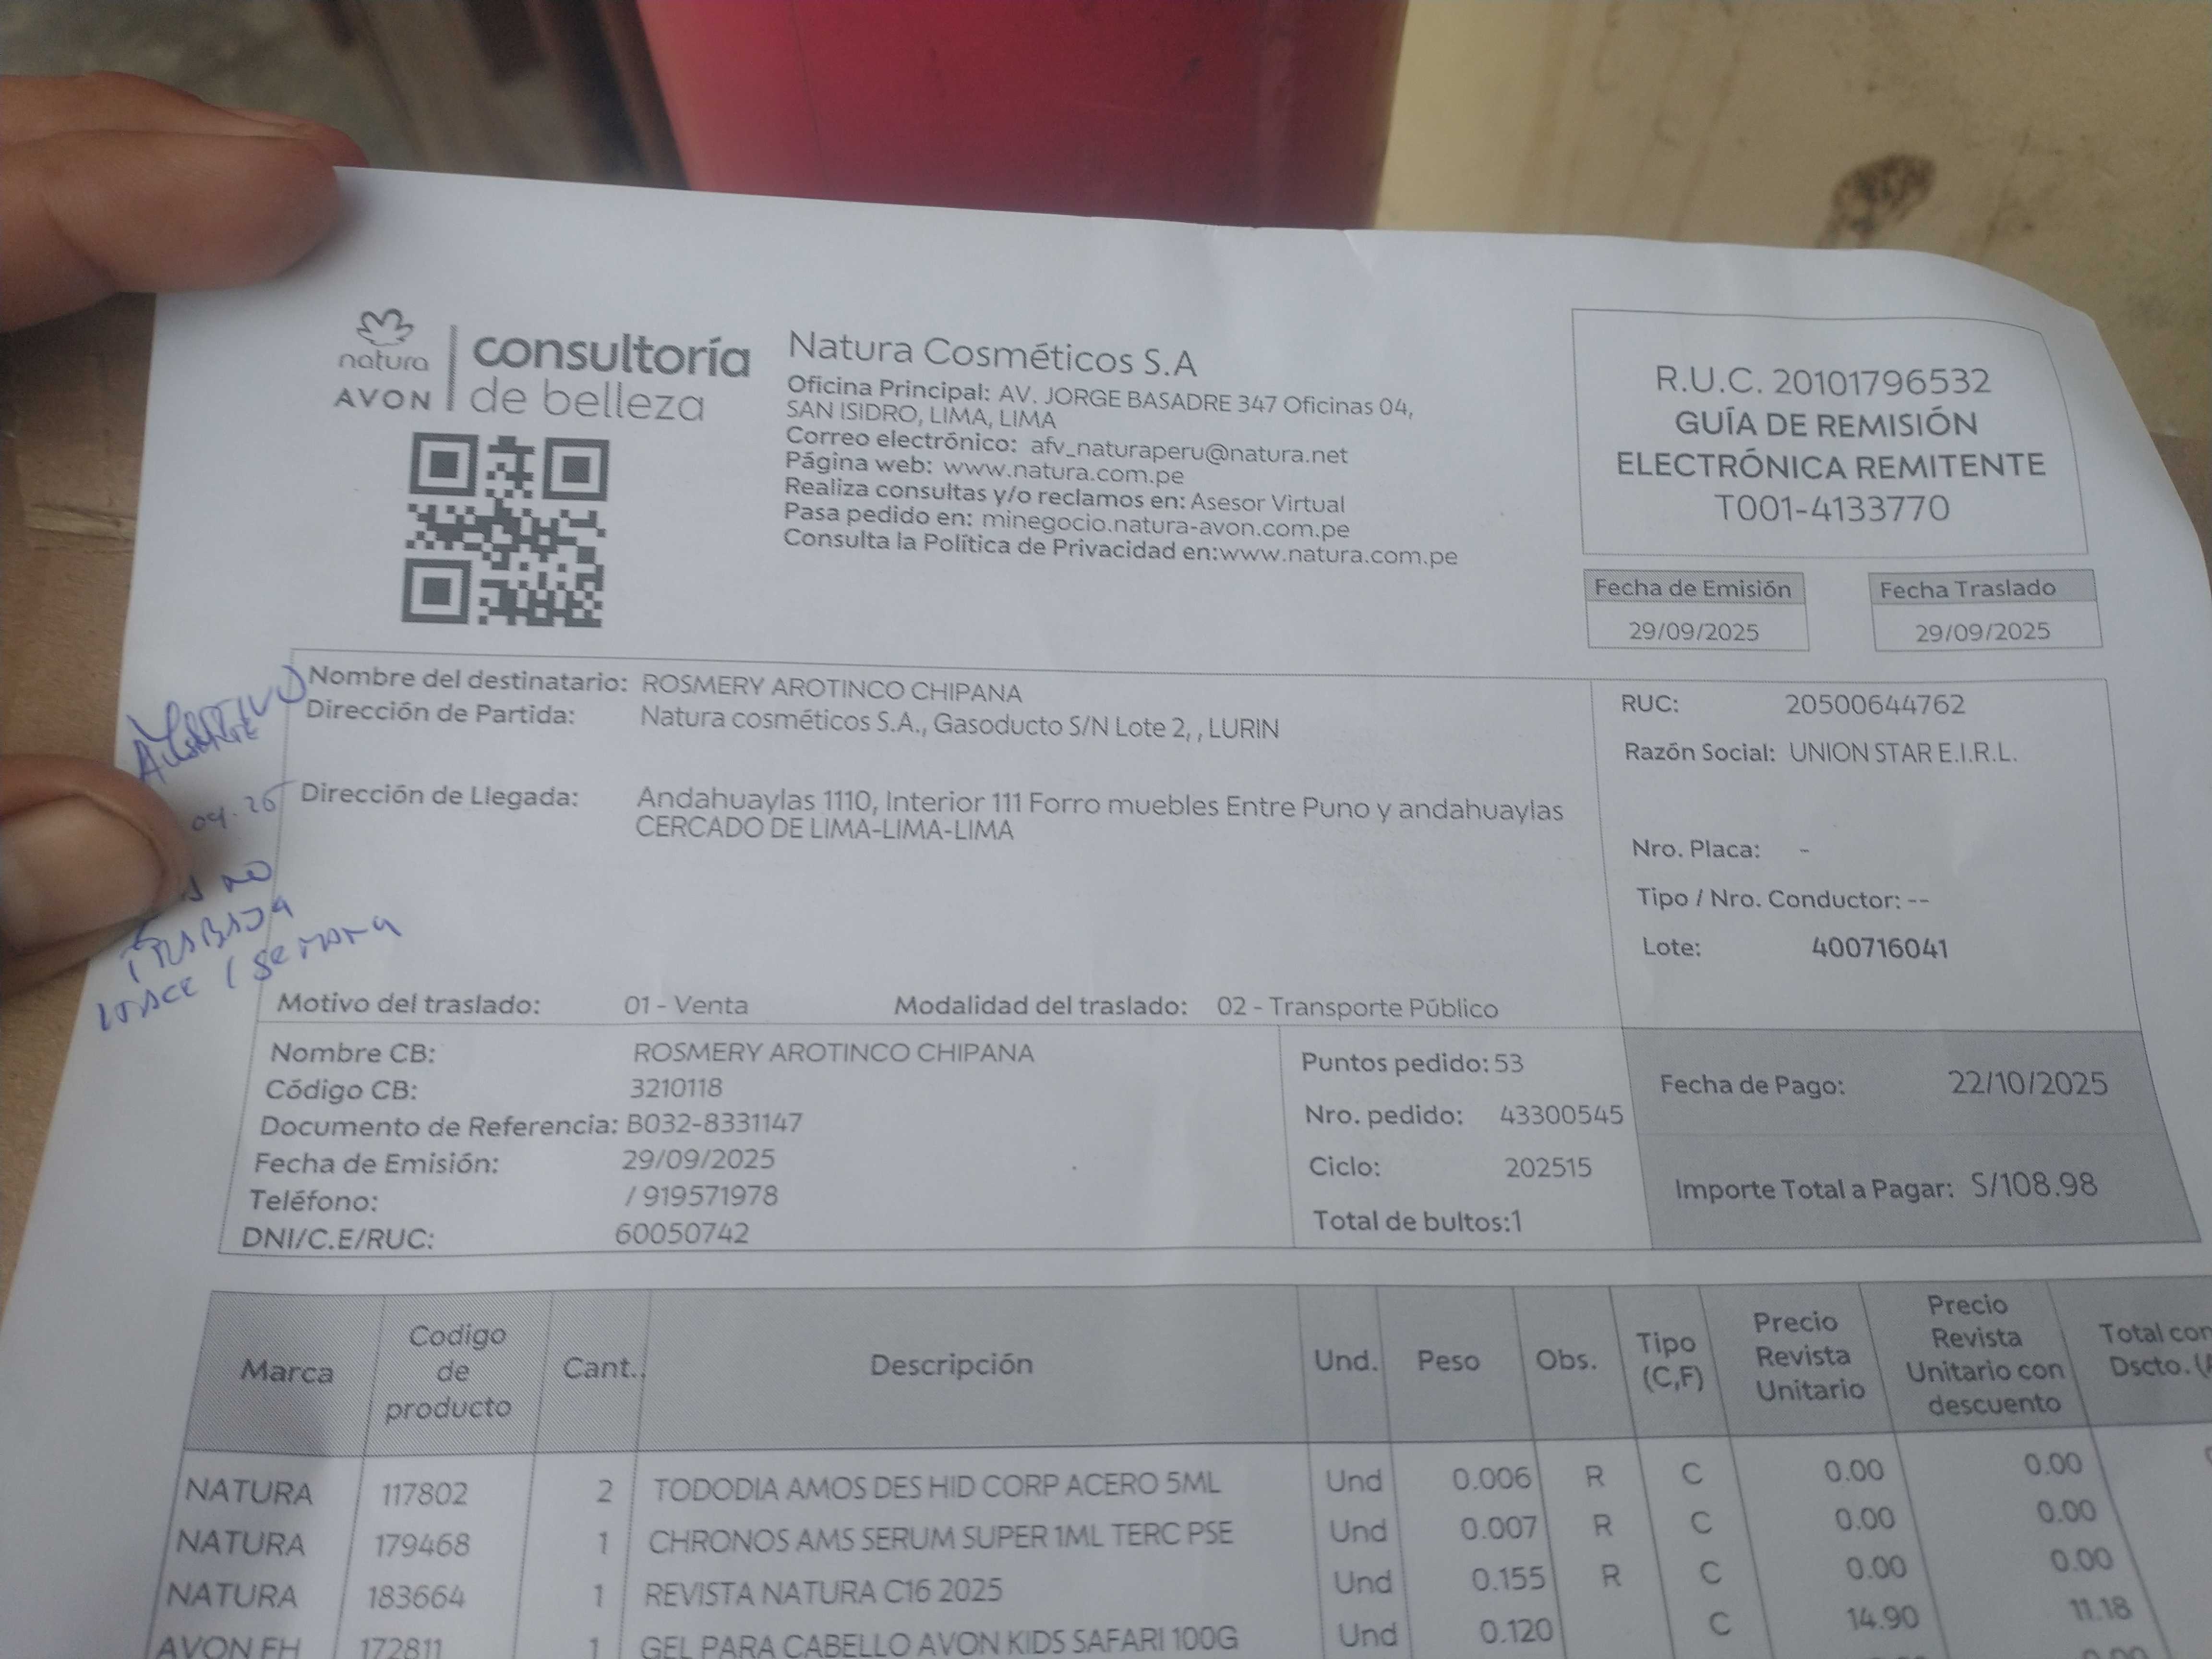 natura
AVON
consultoría
de belleza
Natura Cosméticos S.A
Oficina Principal: AV. JORGE BASADRE 347 Oficinas 04,
SAN ISIDRO, LIMA, LIMA
Correo electrónico: afv_naturaperu@natura.net
Página web: www.natura.com.pe
Realiza consultas y/o reclamos en: Asesor Virtual
Pasa pedido en: minegocio.natura-avon.com.pe
Consulta la Política de Privacidad en:www.natura.com.pe
R.U.C. 20101796532
GUÍA DE REMISIÓN
ELECTRÓNICA REMITENTE
T001-4133770
Fecha de Emisión
29/09/2025
Fecha Traslado
29/09/2025
Nombre del destinatario: ROSMERY AROTINCO CHIPANA
Dirección de Partida: Natura cosméticos S.A., Gasoducto S/N Lote 2, , LURIN
Dirección de Llegada: Andahuaylas 1110, Interior 111 Forro muebles Entre Puno y andahuaylas
CERCADO DE LIMA-LIMA-LIMA
Motivo del traslado: 01 - Venta Modalidad del traslado: 02 - Transporte Público
RUC: 20500644762
Razón Social: UNION STAR E.I.R.L.
Nro. Placa: -
Tipo / Nro. Conductor: --
Lote: 400716041
NO
TRABAJA
HACE 1 SEMANA
Nombre CB: ROSMERY AROTINCO CHIPANA
Código CB: 3210118
Documento de Referencia: B032-8331147
Fecha de Emisión: 29/09/2025
Teléfono: / 919571978
DNI/C.E/RUC: 60050742
Puntos pedido: 53
Nro. pedido: 43300545
Ciclo: 202515
Total de bultos:1
Fecha de Pago: 22/10/2025
Importe Total a Pagar: S/108.98
Marca Codigo de producto Cant. Descripción Und. Peso Obs. Tipo (C,F) Precio Revista Unitario Precio Revista Unitario con descuento Total con Dscto.
NATURA 117802 2 TODODIA AMOS DES HID CORP ACERO 5ML Und 0.006 R C 0.00 0.00
NATURA 179468 1 CHRONOS AMS SERUM SUPER 1ML TERC PSE Und 0.007 R C 0.00 0.00
NATURA 183664 1 REVISTA NATURA C16 2025 Und 0.155 R C 0.00 0.00
AVON FH 172811 1 GEL PARA CABELLO AVON KIDS SAFARI 100G Und 0.120 C 14.90 11.18